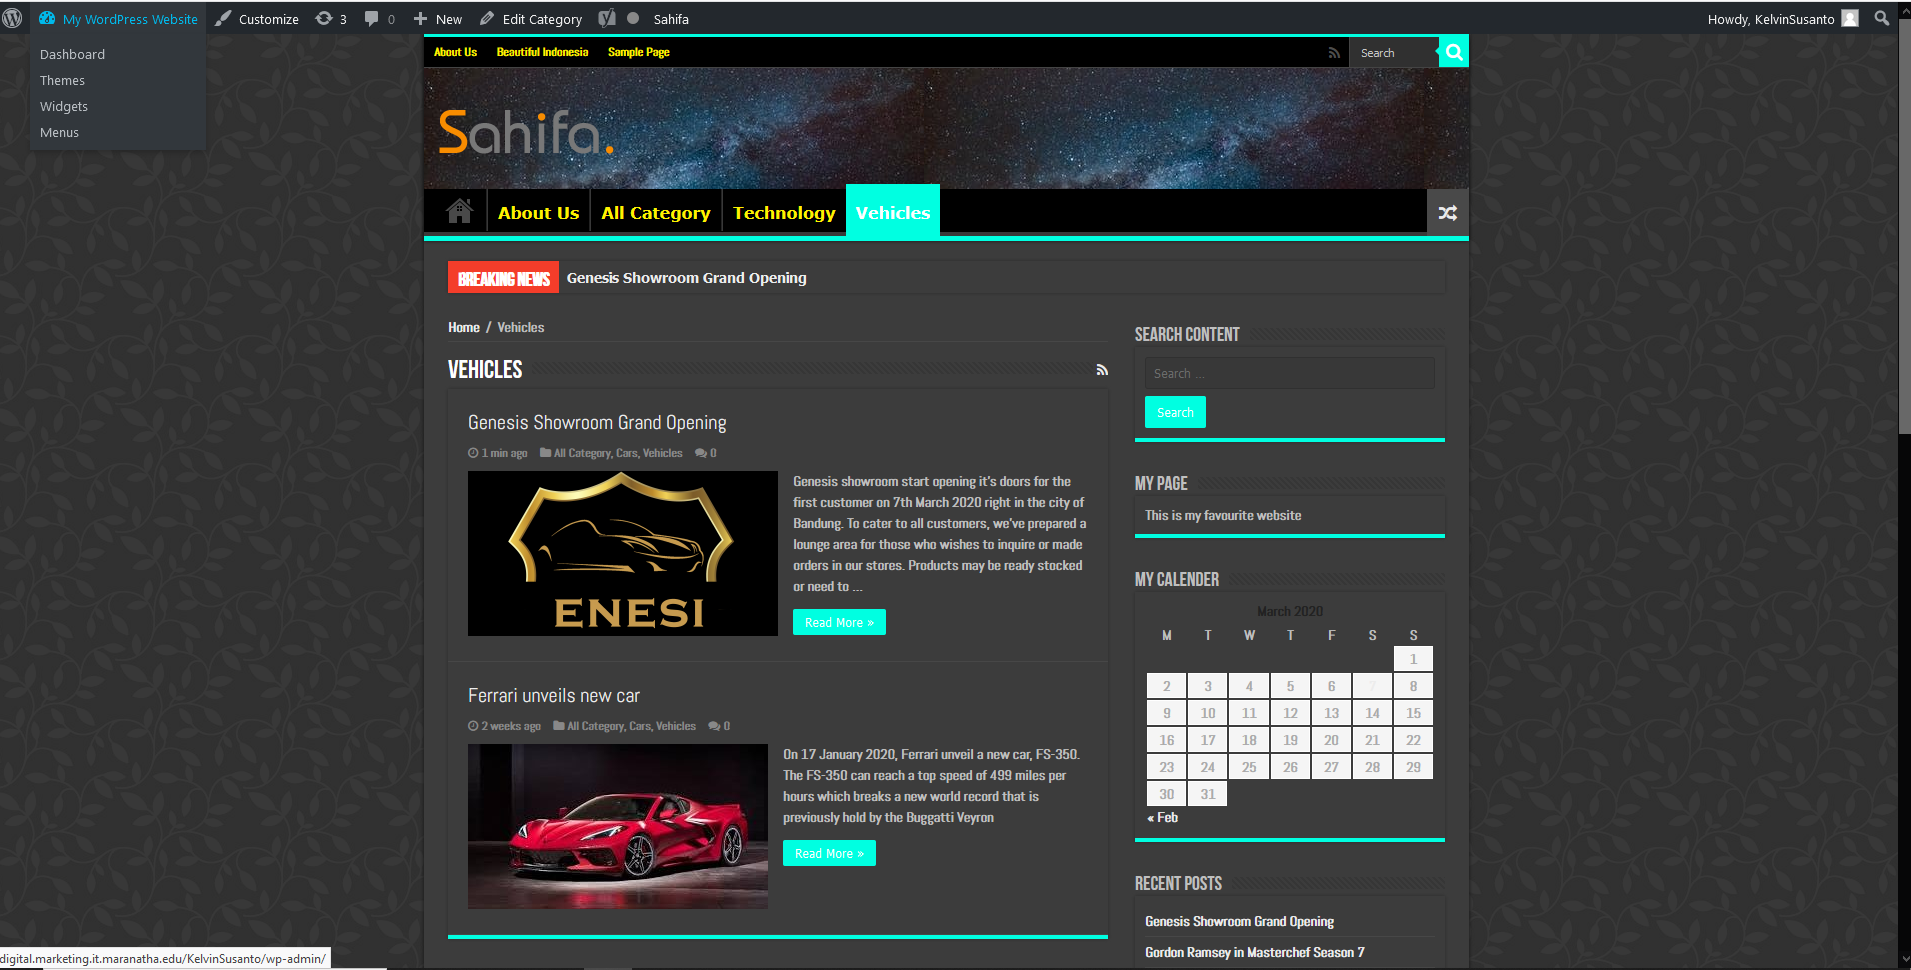 My WordPress Website Customize 3 0 New Edit Category Sahifa Howdy, KelvinSusanto
Dashboard
Themes
Widgets
Menus
About Us Beautiful Indonesia Sample Page Search
Sahifa.
About Us All Category Technology Vehicles
BREAKING NEWS Genesis Showroom Grand Opening
Home / Vehicles
VEHICLES
Genesis Showroom Grand Opening
1 min ago All Category, Cars, Vehicles 0
ENESI
Genesis showroom start opening it's doors for the
first customer on 7th March 2020 right in the city of
Bandung. To cater to all customers, we've prepared a
lounge area for those who wishes to inquire or made
orders in our stores. Products may be ready stocked
or need to ...
Read More »
Ferrari unveils new car
2 weeks ago All Category, Cars, Vehicles 0
On 17 January 2020, Ferrari unveil a new car, FS-350.
The FS-350 can reach a top speed of 499 miles per
hours which breaks a new world record that is
previously hold by the Buggatti Veyron
Read More »
SEARCH CONTENT
Search ...
Search
MY PAGE
This is my favourite website
MY CALENDER
March 2020
M T W T F S S
1
2 3 4 5 6 7 8
9 10 11 12 13 14 15
16 17 18 19 20 21 22
23 24 25 26 27 28 29
30 31
« Feb
RECENT POSTS
Genesis Showroom Grand Opening
Gordon Ramsey in Masterchef Season 7
digital.marketing.it.maranatha.edu/KelvinSusanto/wp-admin/